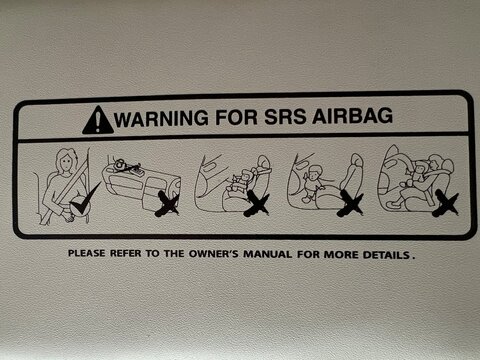 WARNING FOR SRS AIRBAG
PLEASE REFER TO THE OWNER'S MANUAL FOR MORE DETAILS.